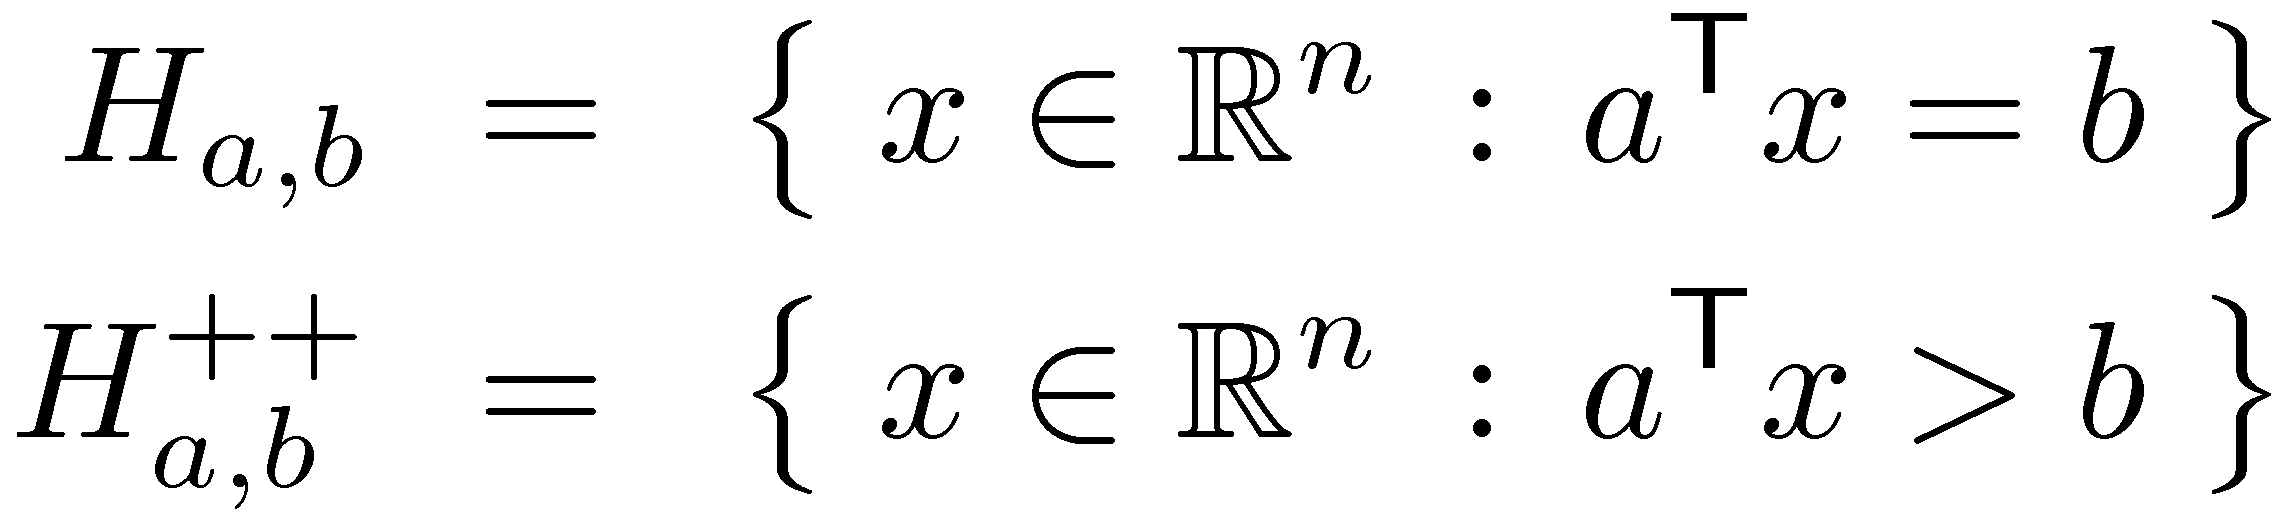 H_{a,b} = { x ∈ ℝ^n : a^⊤ x = b }
H_{a,b}^{++} = { x ∈ ℝ^n : a^⊤ x > b }